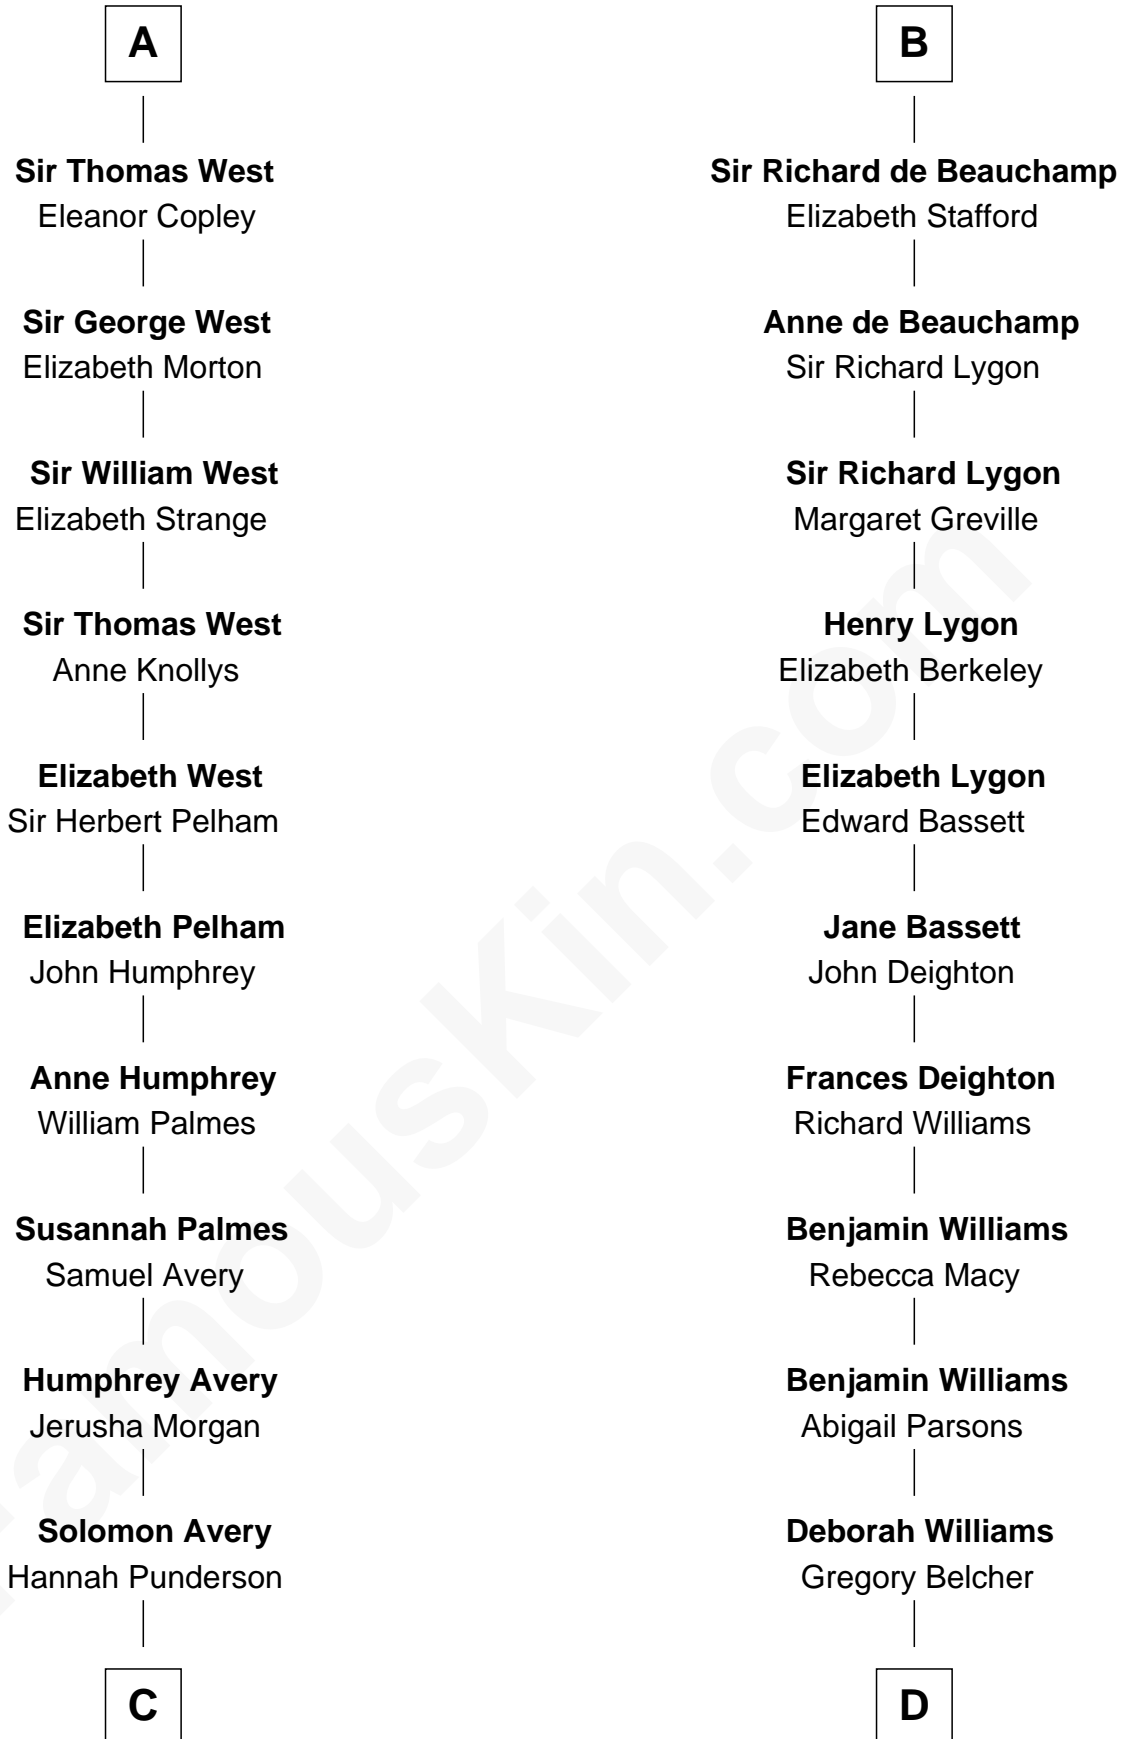 A
Sir Thomas West
Eleanor Copley
Sir George West
Elizabeth Morton
Sir William West
Elizabeth Strange
Sir Thomas West
Anne Knollys
Elizabeth West
Sir Herbert Pelham
Elizabeth Pelham
John Humphrey
Anne Humphrey
William Palmes
Susannah Palmes
Samuel Avery
Humphrey Avery
Jerusha Morgan
Solomon Avery
Hannah Punderson
C
B
Sir Richard de Beauchamp
Elizabeth Stafford
Anne de Beauchamp
Sir Richard Lygon
Sir Richard Lygon
Margaret Greville
Henry Lygon
Elizabeth Berkeley
Elizabeth Lygon
Edward Bassett
Jane Bassett
John Deighton
Frances Deighton
Richard Williams
Benjamin Williams
Rebecca Macy
Benjamin Williams
Abigail Parsons
Deborah Williams
Gregory Belcher
D
FamousKin.com